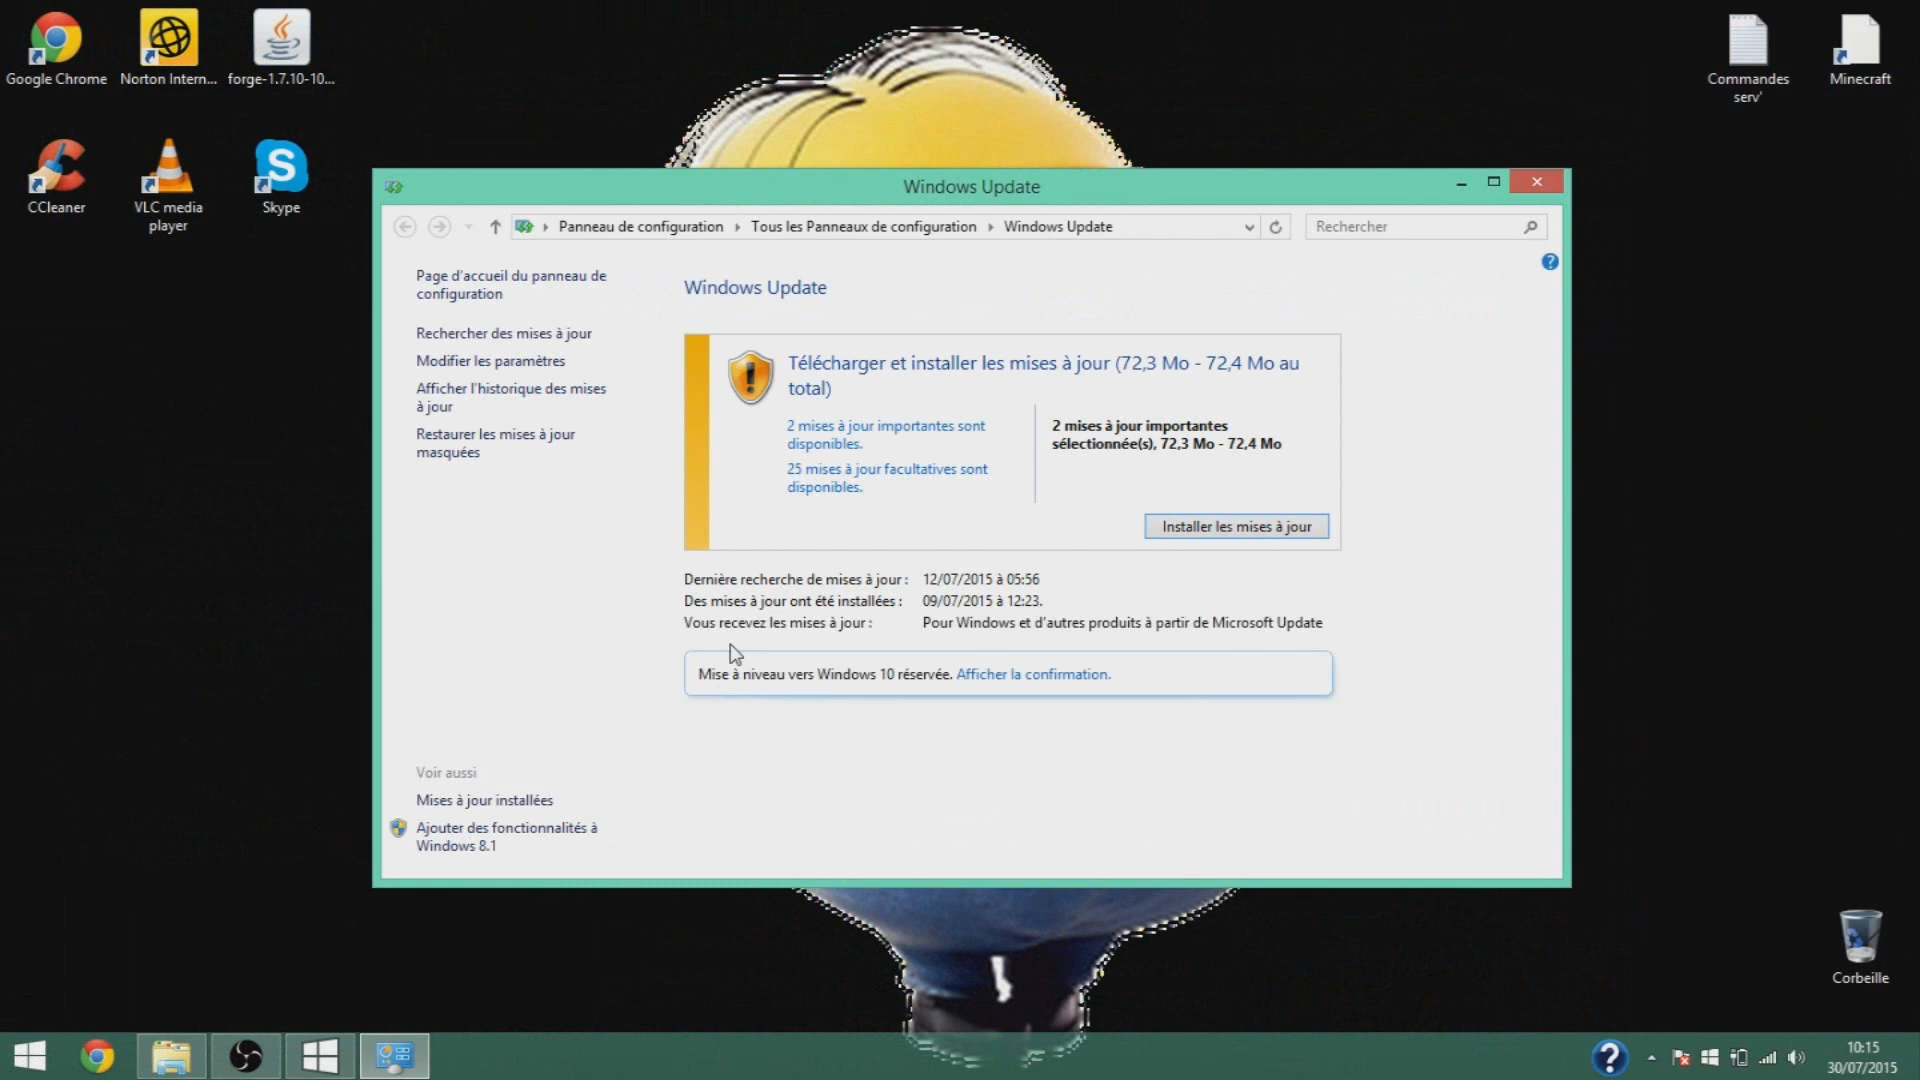 Google Chrome
Norton Intern...
forge-1.7.10-10...
Commandes
serv'
Minecraft
CCleaner
VLC media
player
Skype
Windows Update
Panneau de configuration
Tous les Panneaux de configuration
Windows Update
Rechercher
Page d'accueil du panneau de
configuration
Rechercher des mises à jour
Modifier les paramètres
Afficher l'historique des mises
à jour
Restaurer les mises à jour
masquées
Windows Update
Télécharger et installer les mises à jour (72,3 Mo - 72,4 Mo au
total)
2 mises à jour importantes sont
disponibles.
25 mises à jour facultatives sont
disponibles.
2 mises à jour importantes
sélectionnée(s), 72,3 Mo - 72,4 Mo
Installer les mises à jour
Dernière recherche de mises à jour : 12/07/2015 à 05:56
Des mises à jour ont été installées : 09/07/2015 à 12:23.
Vous recevez les mises à jour : Pour Windows et d'autres produits à partir de Microsoft Update
Mise à niveau vers Windows 10 réservée. Afficher la confirmation.
Voir aussi
Mises à jour installées
Ajouter des fonctionnalités à
Windows 8.1
Corbeille
10:15
30/07/2015